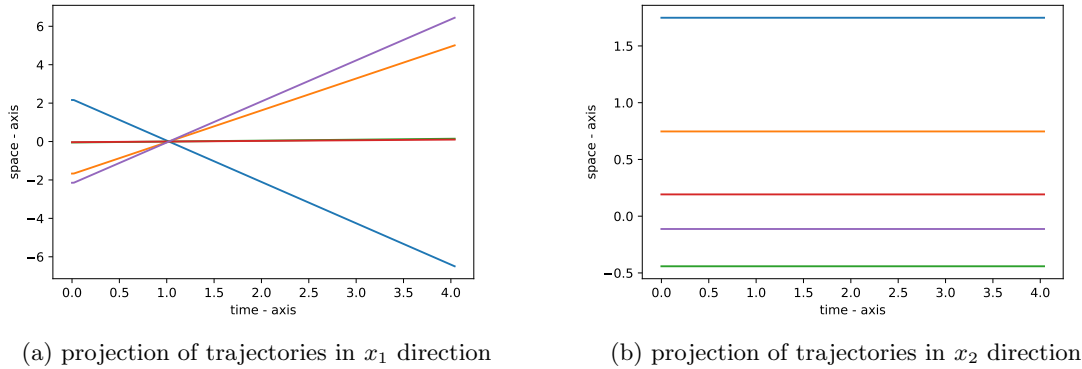 6
4
2
0
−2
−4
−6
space - axis
0.0 0.5 1.0 1.5 2.0 2.5 3.0 3.5 4.0
time - axis
(a) projection of trajectories in x₁ direction
1.5
1.0
0.5
0.0
−0.5
space - axis
0.0 0.5 1.0 1.5 2.0 2.5 3.0 3.5 4.0
time - axis
(b) projection of trajectories in x₂ direction